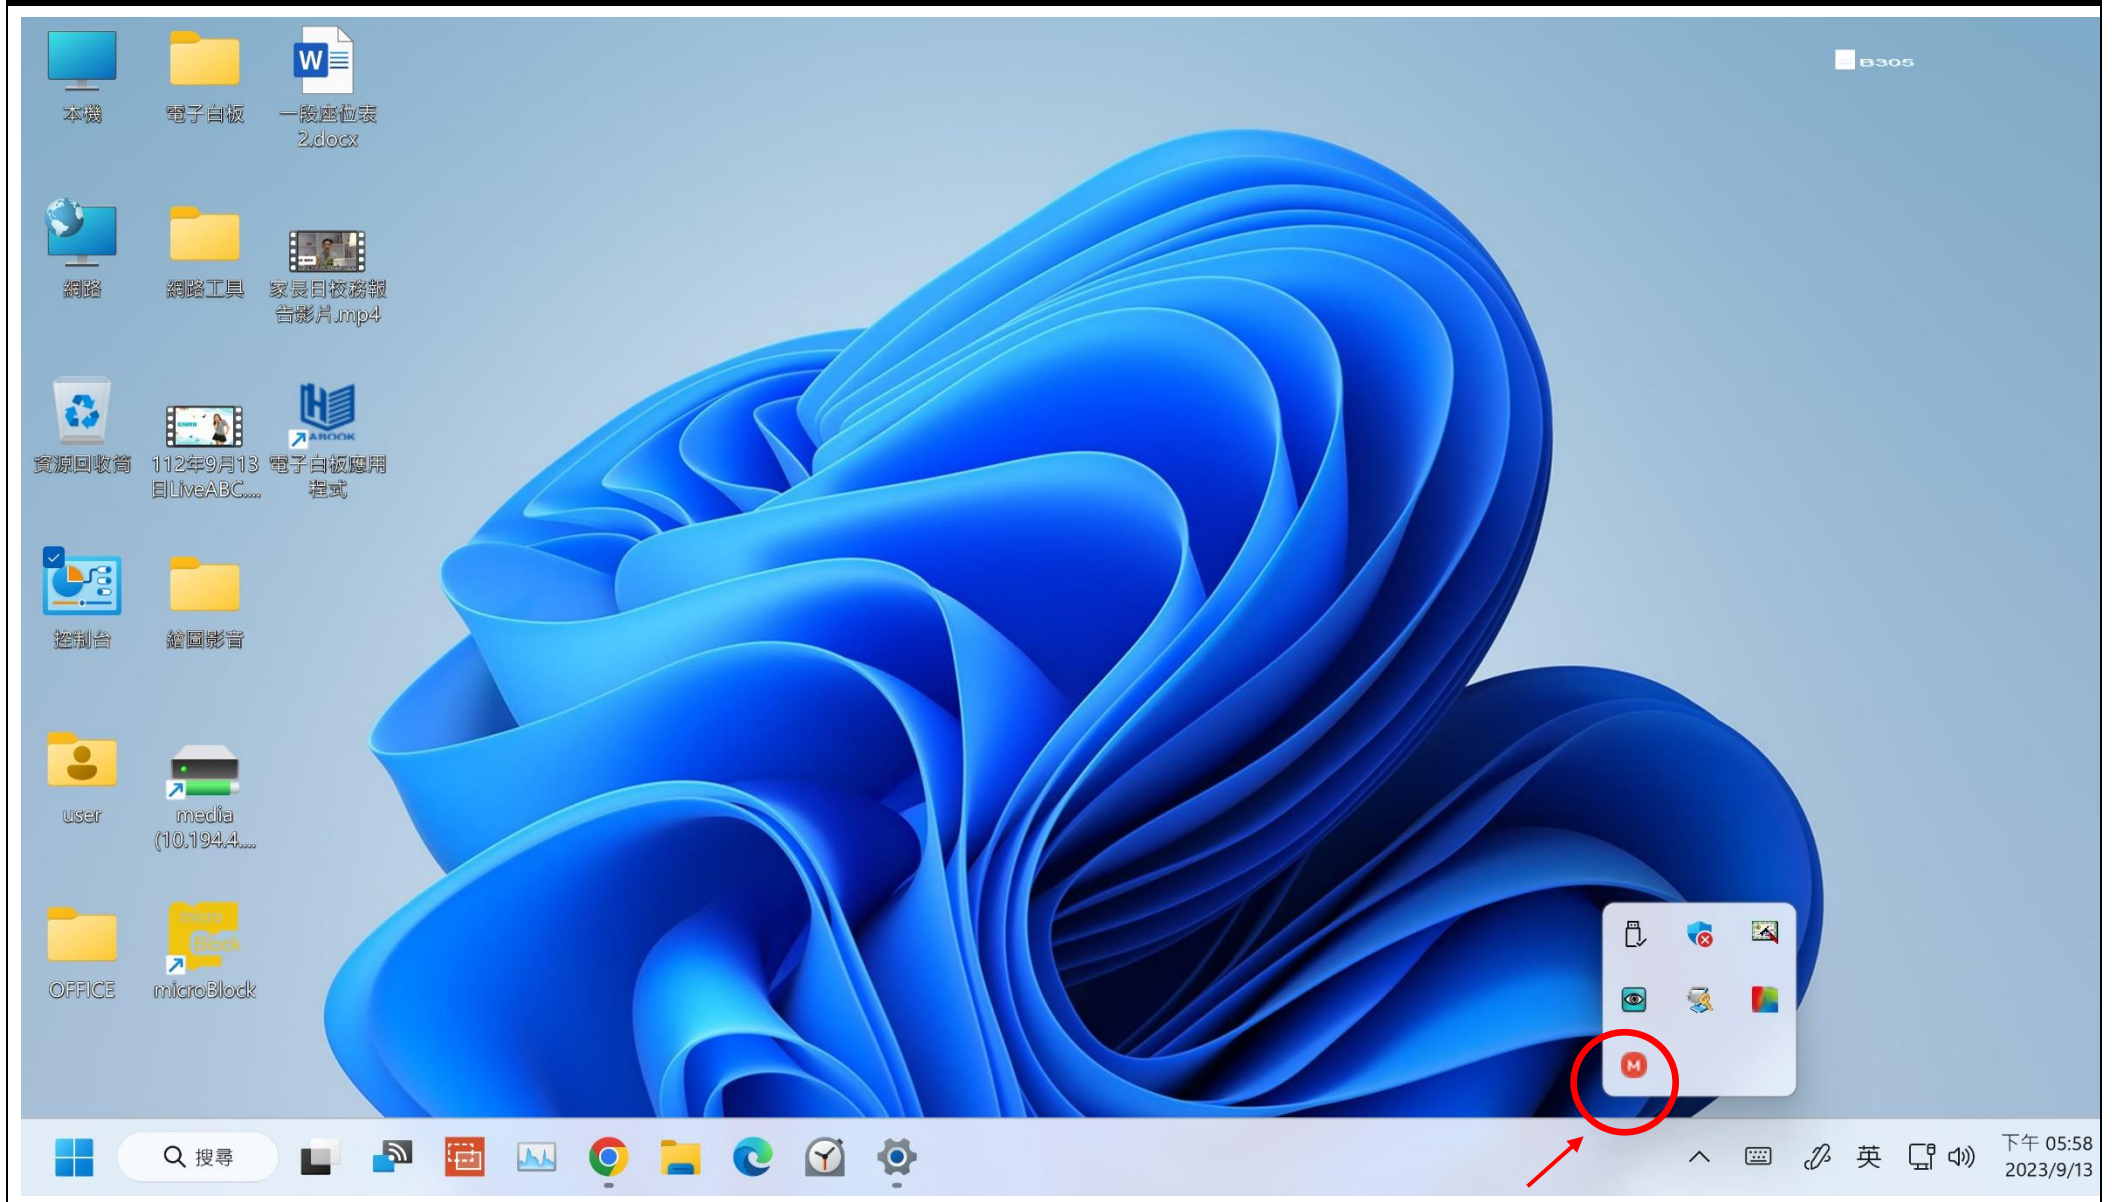 B305
本機
電子白板
W
一段座位表
2.docx
網路
網路工具
家長日校務報
告影片.mp4
資源回收筒
112年9月13
日LiveABC....
ABOOK
電子白板應用
程式
控制台
繪圖影音
user
media
(10.194.4....
OFFICE
micro
Block
microBlock
M
搜尋
英
下午 05:58
2023/9/13